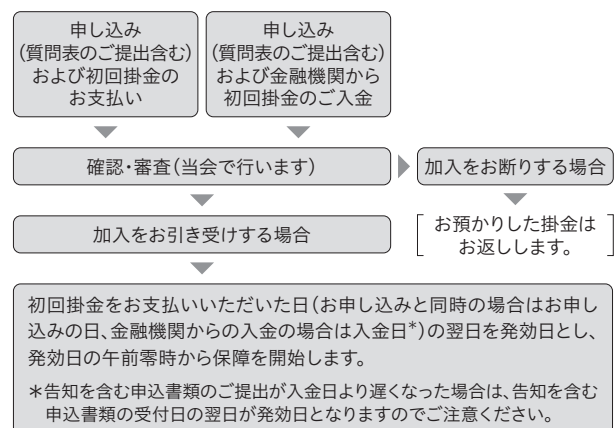 申し込み
(質問表のご提出含む)
および初回掛金の
お支払い
申し込み
(質問表のご提出含む)
および金融機関から
初回掛金のご入金
確認・審査(当会で行います)
加入をお断りする場合
お預かりした掛金は
お返しします。
加入をお引き受けする場合
初回掛金をお支払いいただいた日(お申し込みと同時の場合はお申し
込みの日、金融機関からの入金の場合は入金日*)の翌日を発効日とし、
発効日の午前零時から保障を開始します。
*告知を含む申込書類のご提出が入金日より遅くなった場合は、告知を含む
申込書類の受付日の翌日が発効日となりますのでご注意ください。